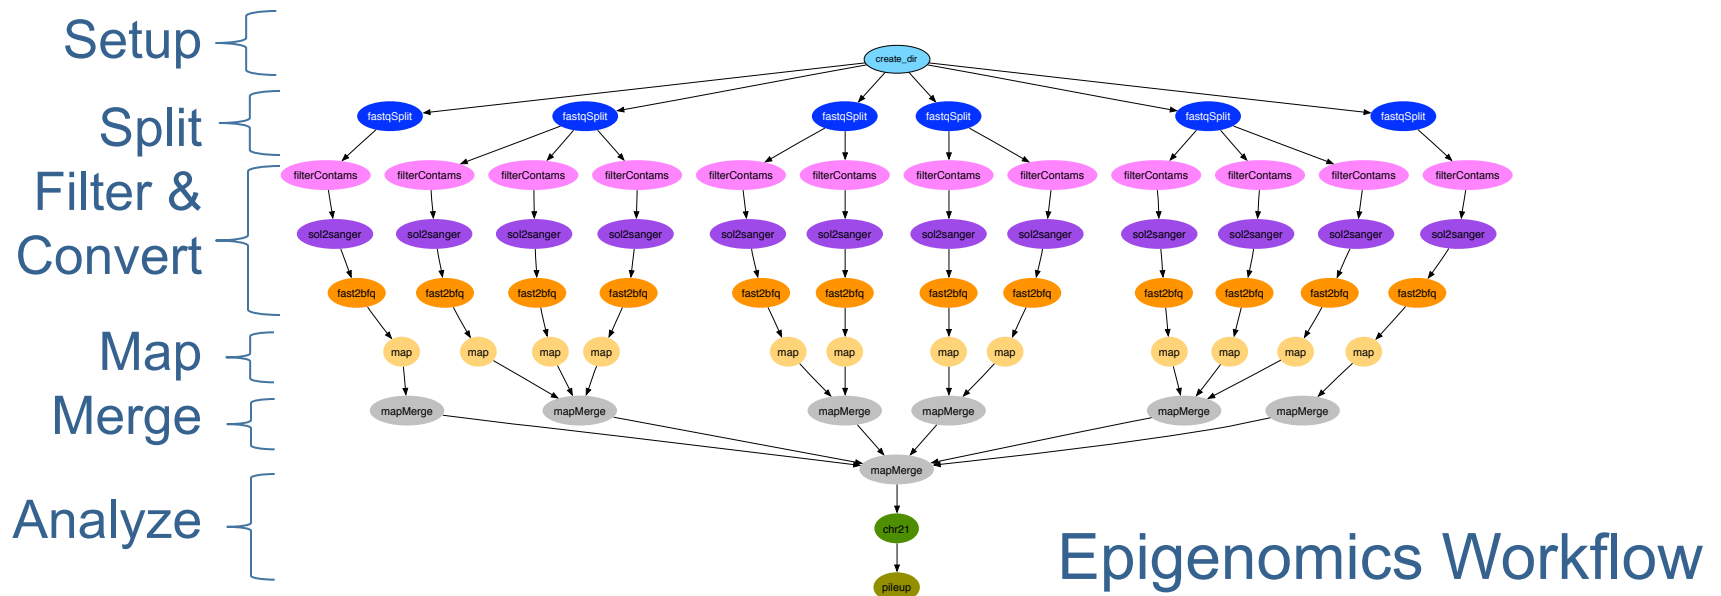 Setup
create_dir
Split
fastqSplit fastqSplit fastqSplit fastqSplit fastqSplit fastqSplit
Filter &
Convert
filterContams filterContams filterContams filterContams filterContams filterContams filterContams filterContams filterContams filterContams filterContams filterContams
sol2sanger sol2sanger sol2sanger sol2sanger sol2sanger sol2sanger sol2sanger sol2sanger sol2sanger sol2sanger sol2sanger sol2sanger
fast2bfq fast2bfq fast2bfq fast2bfq fast2bfq fast2bfq fast2bfq fast2bfq fast2bfq fast2bfq fast2bfq fast2bfq
Map
map map map map map map map map map map map map
Merge
mapMerge mapMerge mapMerge mapMerge mapMerge mapMerge
mapMerge
Analyze
chr21
pileup
Epigenomics Workflow